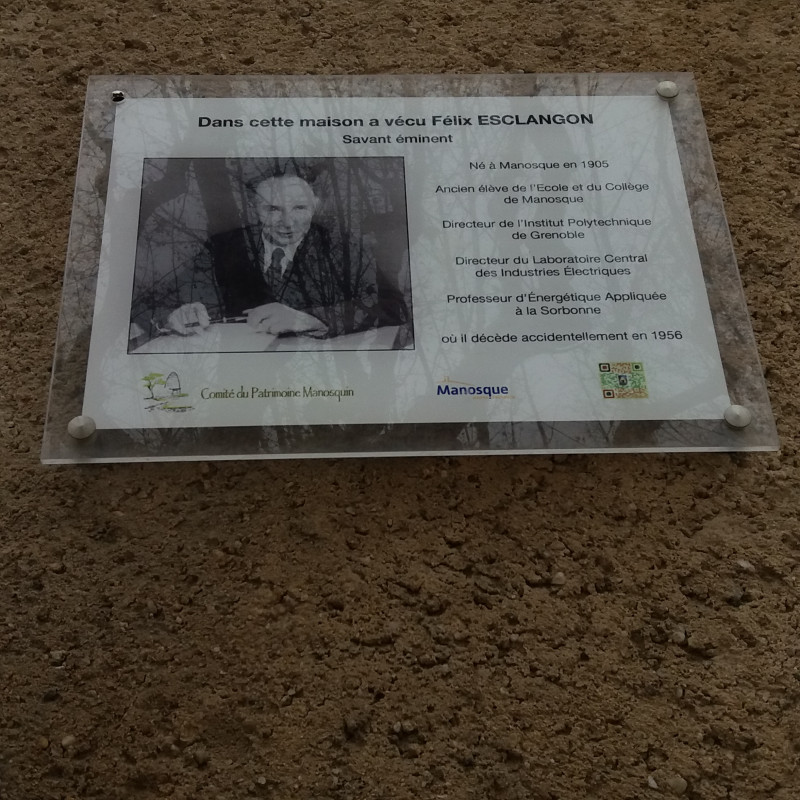 Dans cette maison a vécu Félix ESCLANGON
Savant éminent
Né à Manosque en 1905
Ancien élève de l'Ecole et du Collège
de Manosque
Directeur de l'Institut Polytechnique
de Grenoble
Directeur du Laboratoire Central
des Industries Électriques
Professeur d'Énergétique Appliquée
à la Sorbonne
où il décède accidentellement en 1956
Comité du Patrimoine Manosquin
Manosque